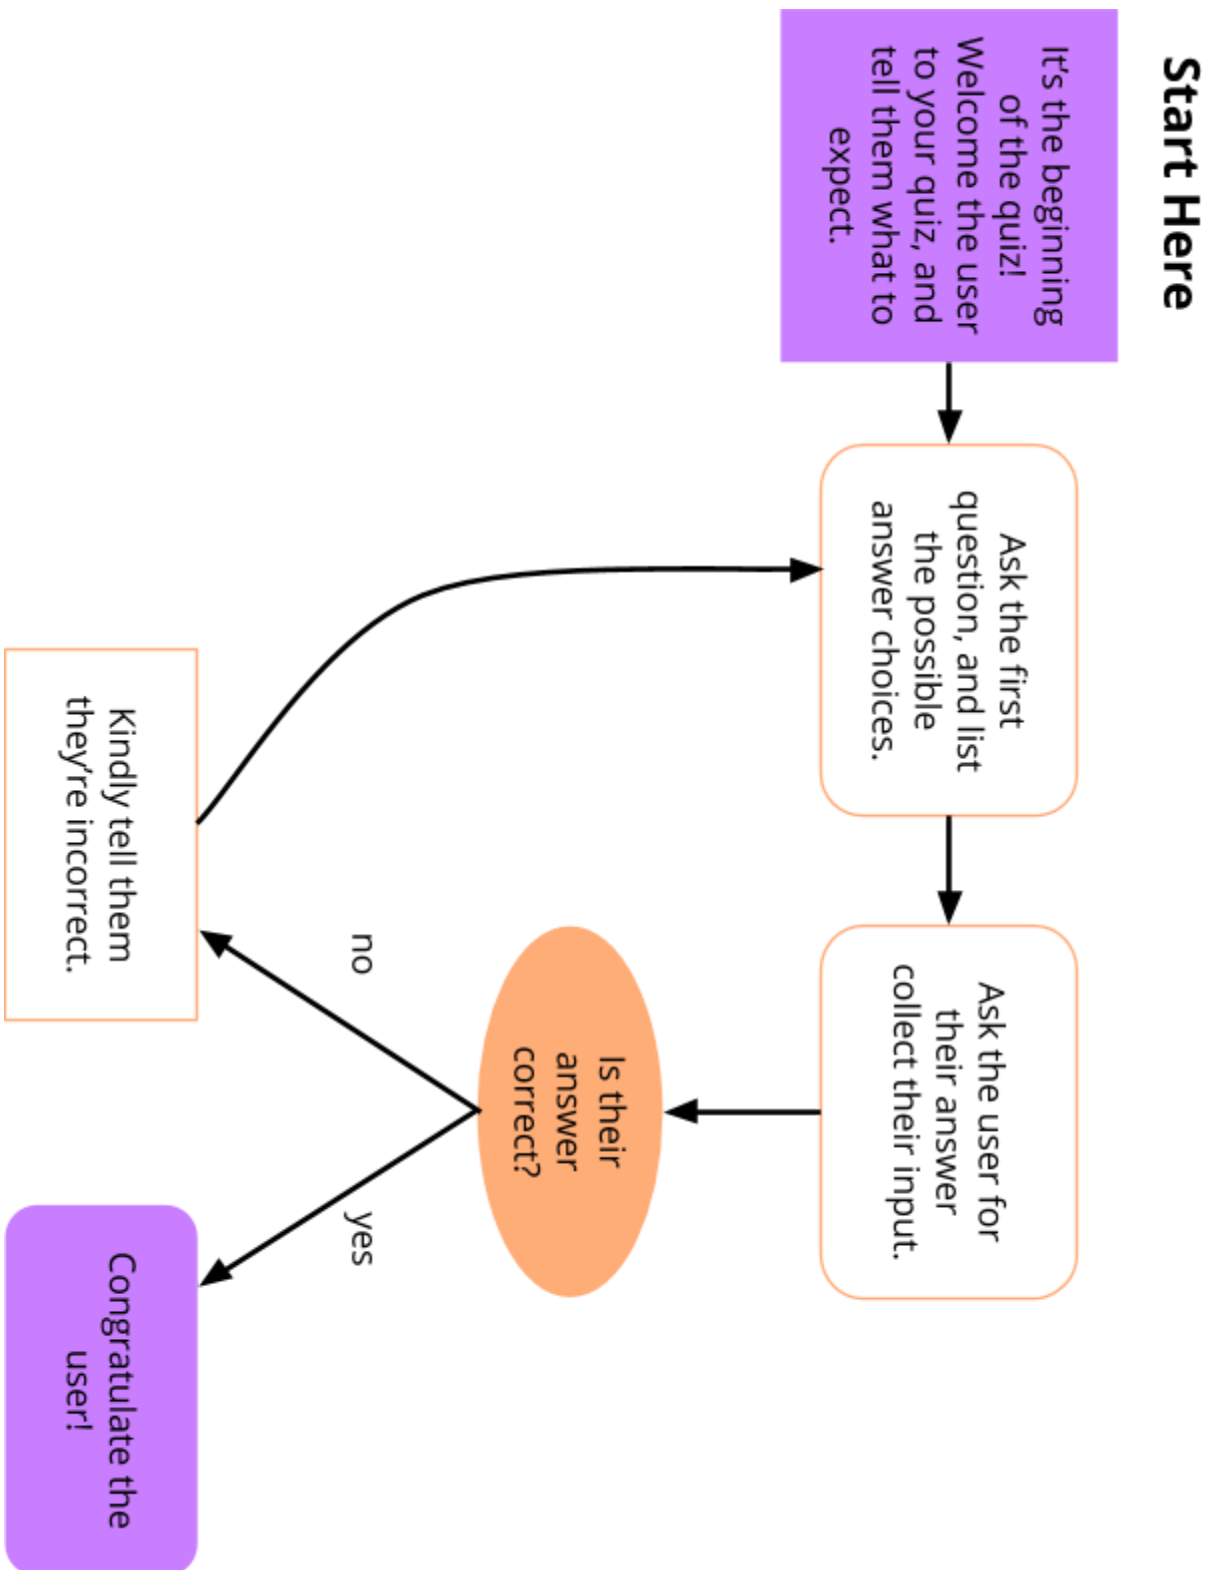 Start Here
It's the beginning
of the quiz!
Welcome the user
to your quiz, and
tell them what to
expect.
Ask the first
question, and list
the possible
answer choices.
Ask the user for
their answer
collect their input.
Is their
answer
correct?
no
yes
Kindly tell them
they're incorrect.
Congratulate the
user!